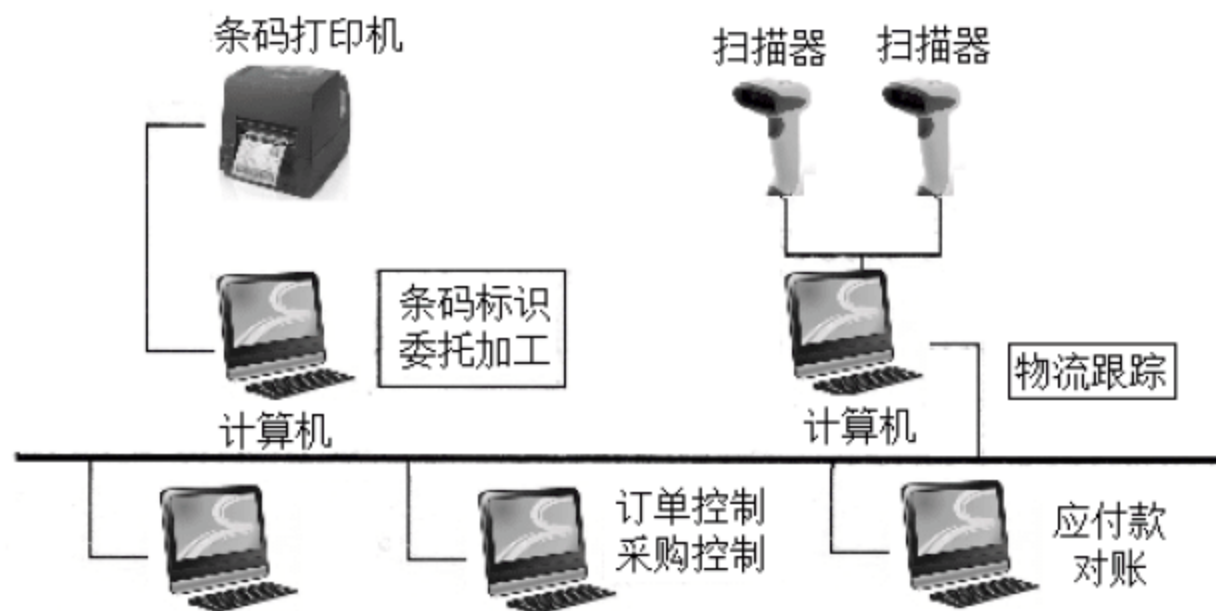 条码打印机
扫描器
扫描器
条码标识
委托加工
计算机
物流跟踪
计算机
订单控制
采购控制
应付款
对账